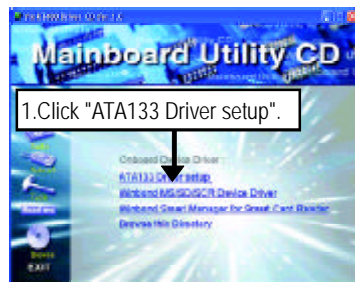 Mainboard Utility CD
1.Click "ATA133 Driver setup".
Onboard Device Driver
ATA133 Driver setup
Winbond MS/SD/SCR Device Driver
Winbond Smart Manager for Smart Card Reader
Browse this Directory
EXIT